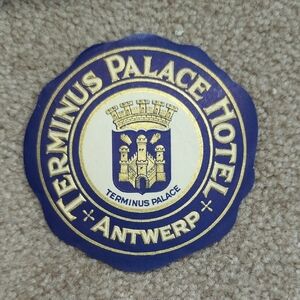 TERMINUS PALACE HOTEL
TERMINUS PALACE
ANTWERP